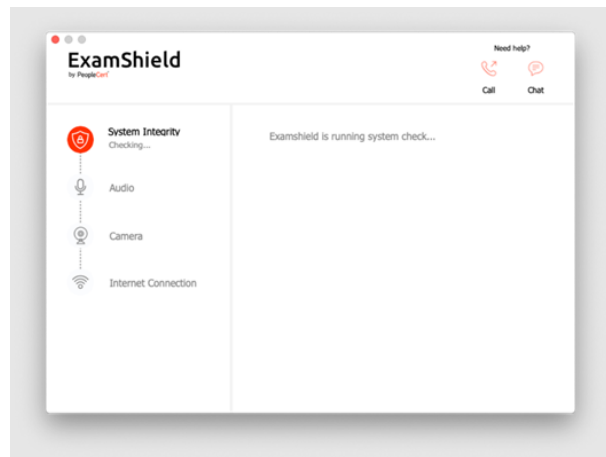 ExamShield
by PeopleCert
Need help?
Call
Chat
System Integrity
Checking...
Examshield is running system check...
Audio
Camera
Internet Connection